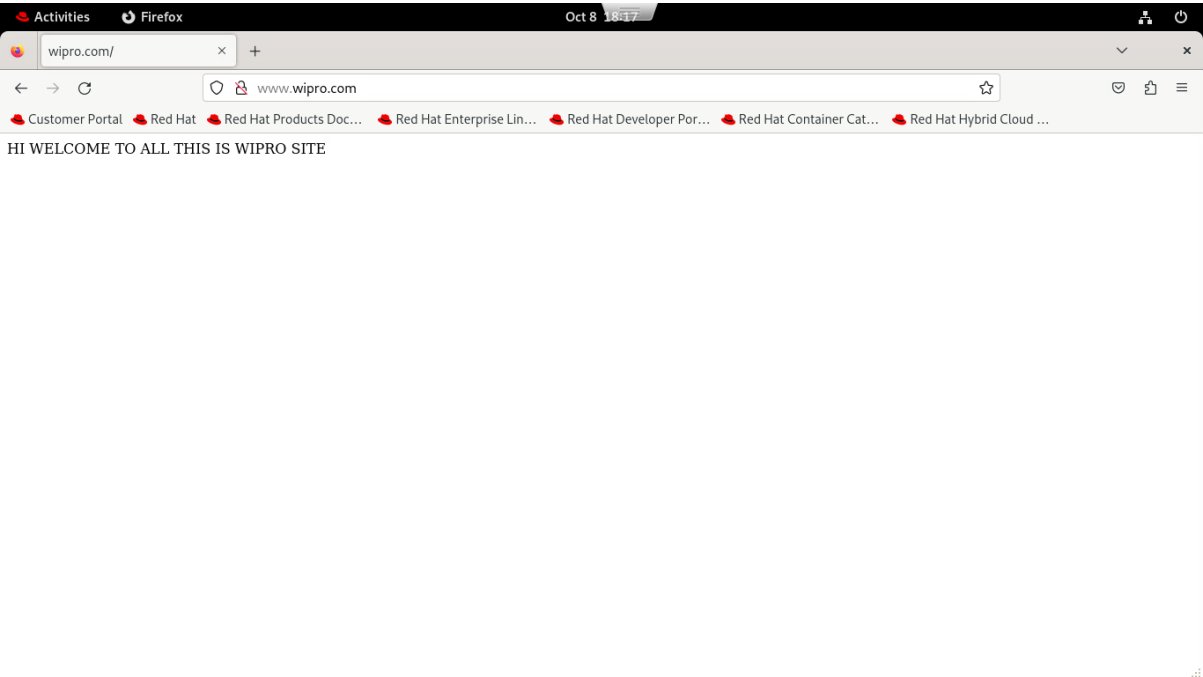 Activities Firefox Oct 8 18:17
wipro.com/
www.wipro.com
Customer Portal Red Hat Red Hat Products Doc... Red Hat Enterprise Lin... Red Hat Developer Por... Red Hat Container Cat... Red Hat Hybrid Cloud ...
HI WELCOME TO ALL THIS IS WIPRO SITE